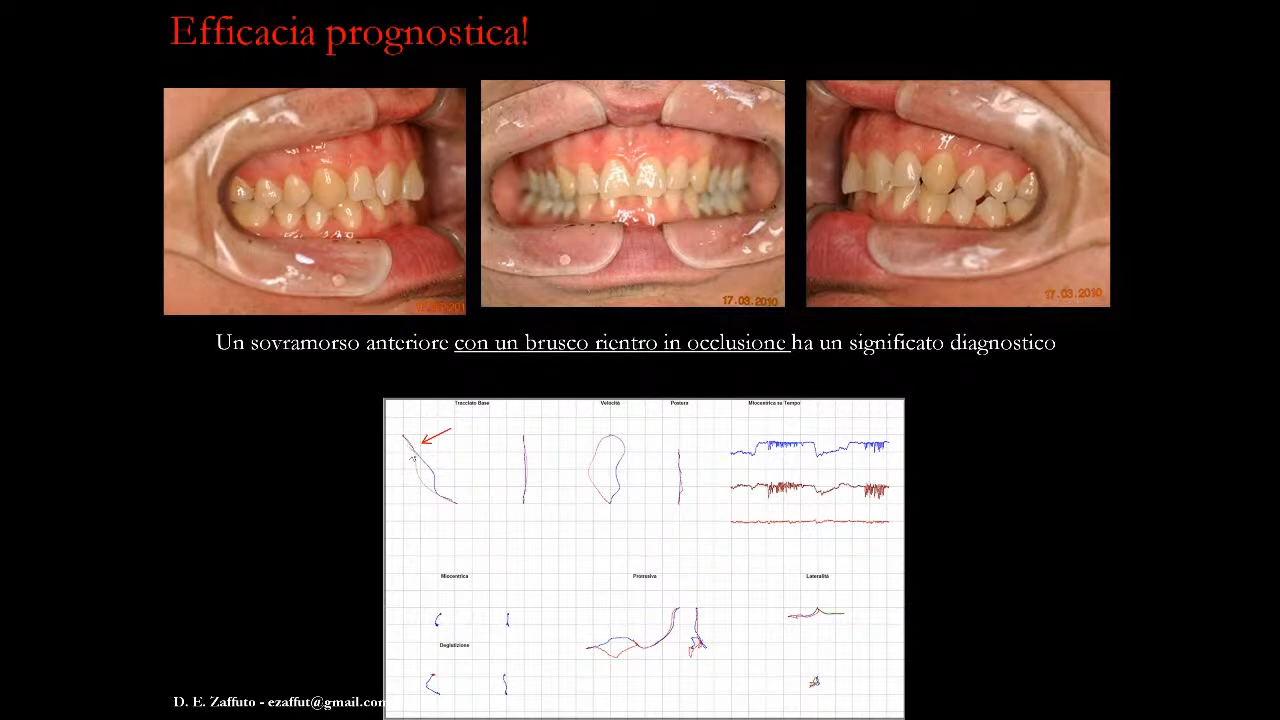 Efficacia prognostica!
17.03.2010
17.03.2010
Un sovramorso anteriore con un brusco rientro in occlusione ha un significato diagnostico
Tracciato Base Velocità Postura Miocentrica su Tempo
Miocentrica Protrusiva Lateralità
Deglutizione
D. E. Zaffuto - ezaffut@gmail.com